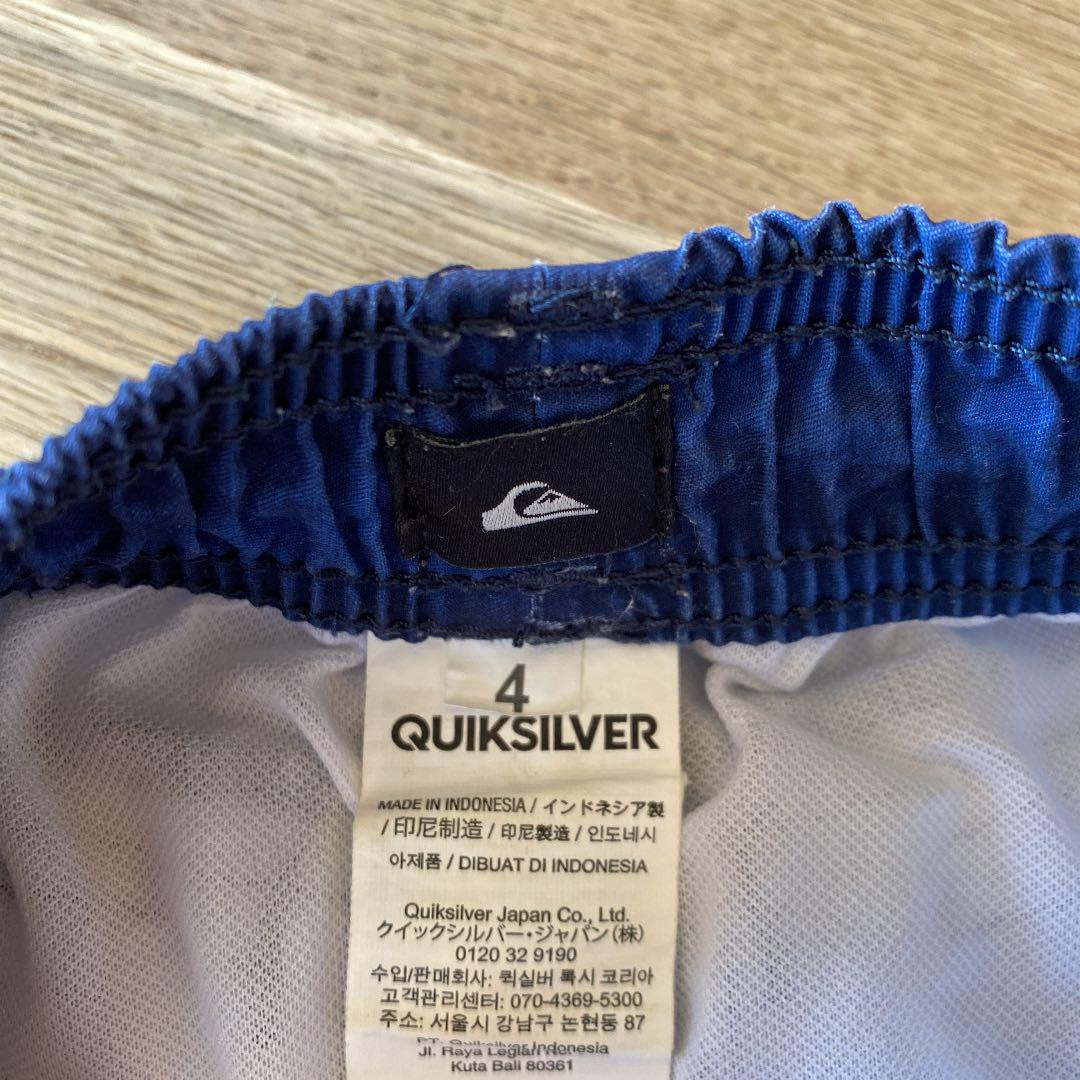 4
QUIKSILVER
MADE IN INDONESIA / インドネシア製
/ 印尼制造 / 印尼製造 / 인도네시
아제품 / DIBUAT DI INDONESIA
Quiksilver Japan Co., Ltd.
クイックシルバー・ジャパン(株)
0120 32 9190
수입/판매회사: 퀵실버 록시 코리아
고객관리센터: 070-4369-5300
주소: 서울시 강남구 논현동 87
PT. Quiksilver Indonesia
Jl. Raya Legian
Kuta Bali 80361